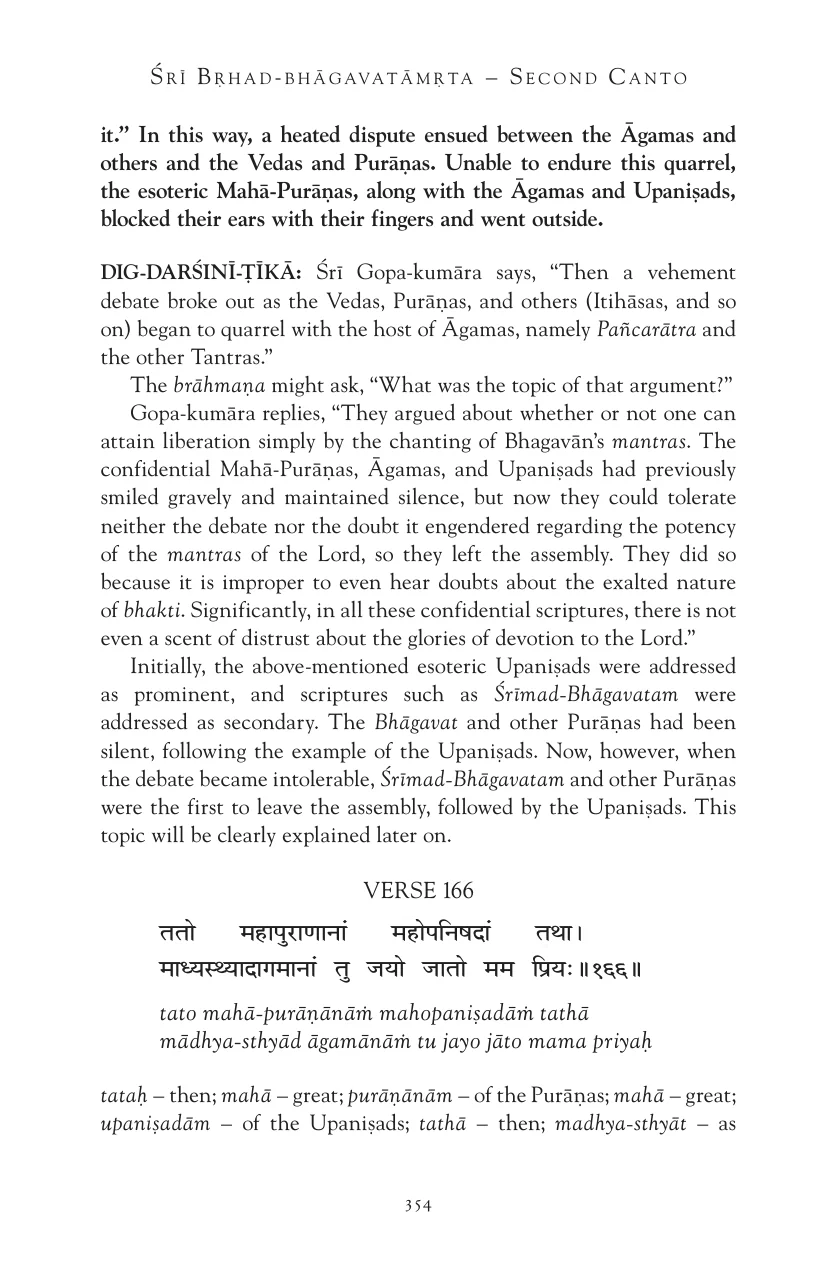 Śrī Bṛhad-bhāgavatāmṛta – Second Canto
it.” In this way, a heated dispute ensued between the Āgamas and
others and the Vedas and Purāṇas. Unable to endure this quarrel,
the esoteric Mahā-Purāṇas, along with the Āgamas and Upaniṣads,
blocked their ears with their fingers and went outside.
DIG-DARŚINĪ-ṬĪKĀ: Śrī Gopa-kumāra says, “Then a vehement
debate broke out as the Vedas, Purāṇas, and others (Itihāsas, and so
on) began to quarrel with the host of Āgamas, namely Pañcarātra and
the other Tantras.”
The brāhmaṇa might ask, “What was the topic of that argument?”
Gopa-kumāra replies, “They argued about whether or not one can
attain liberation simply by the chanting of Bhagavān’s mantras. The
confidential Mahā-Purāṇas, Āgamas, and Upaniṣads had previously
smiled gravely and maintained silence, but now they could tolerate
neither the debate nor the doubt it engendered regarding the potency
of the mantras of the Lord, so they left the assembly. They did so
because it is improper to even hear doubts about the exalted nature
of bhakti. Significantly, in all these confidential scriptures, there is not
even a scent of distrust about the glories of devotion to the Lord.”
Initially, the above-mentioned esoteric Upaniṣads were addressed
as prominent, and scriptures such as Śrīmad-Bhāgavatam were
addressed as secondary. The Bhāgavat and other Purāṇas had been
silent, following the example of the Upaniṣads. Now, however, when
the debate became intolerable, Śrīmad-Bhāgavatam and other Purāṇas
were the first to leave the assembly, followed by the Upaniṣads. This
topic will be clearly explained later on.
VERSE 166
ततो महापुराणानां महोपनिषदां तथा।
माध्यस्थ्यादागमानां तु जयो जातो मम प्रियः॥१६६॥
tato mahā-purāṇānāṁ mahopaniṣadāṁ tathā
mādhya-sthyād āgamānāṁ tu jayo jāto mama priyaḥ
tataḥ – then; mahā – great; purāṇānām – of the Purāṇas; mahā – great;
upaniṣadām – of the Upaniṣads; tathā – then; madhya-sthyāt – as
354